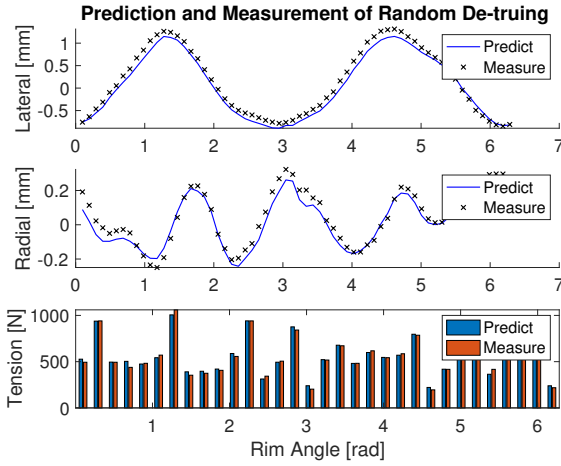 Prediction and Measurement of Random De-truing
Lateral [mm]
1
0.5
0
-0.5
Predict
Measure
0 1 2 3 4 5 6 7
Radial [mm]
0.2
0
-0.2
Predict
Measure
0 1 2 3 4 5 6 7
Tension [N]
1000
500
0
Predict
Measure
1 2 3 4 5 6
Rim Angle [rad]